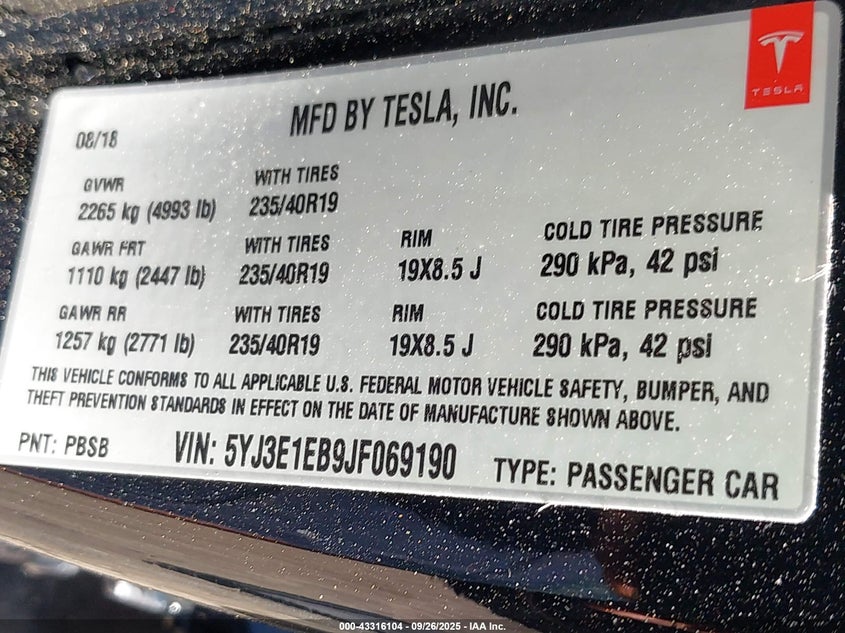 TESLA
MFD BY TESLA, INC.
08/18
GVWR WITH TIRES
2265 kg (4993 lb) 235/40R19
GAWR FRT WITH TIRES RIM COLD TIRE PRESSURE
1110 kg (2447 lb) 235/40R19 19X8.5 J 290 kPa, 42 psi
GAWR RR WITH TIRES RIM COLD TIRE PRESSURE
1257 kg (2771 lb) 235/40R19 19X8.5 J 290 kPa, 42 psi
THIS VEHICLE CONFORMS TO ALL APPLICABLE U.S. FEDERAL MOTOR VEHICLE SAFETY, BUMPER, AND
THEFT PREVENTION STANDARDS IN EFFECT ON THE DATE OF MANUFACTURE SHOWN ABOVE.
PNT: PBSB VIN: 5YJ3E1EB9JF069190 TYPE: PASSENGER CAR
000-43316104 - 09/26/2025 - IAA Inc.